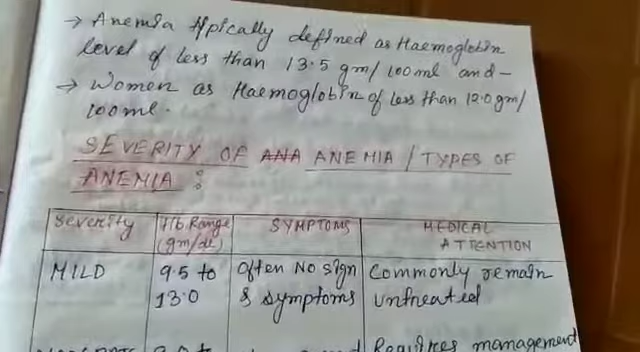 → Anemia typically defined as Haemoglobin
level of less than 13.5 gm/100ml and -
→ Women as Haemoglobin of less than 12.0 gm/
100ml.
SEVERITY OF ANA ANEMIA / TYPES OF
ANEMIA :
Severity Hb Range SYMPTOMS MEDICAL
(gm/dl) ATTENTION
MILD 9.5 to Often No sign Commonly remain
13.0 & symptoms untreated
Requires management